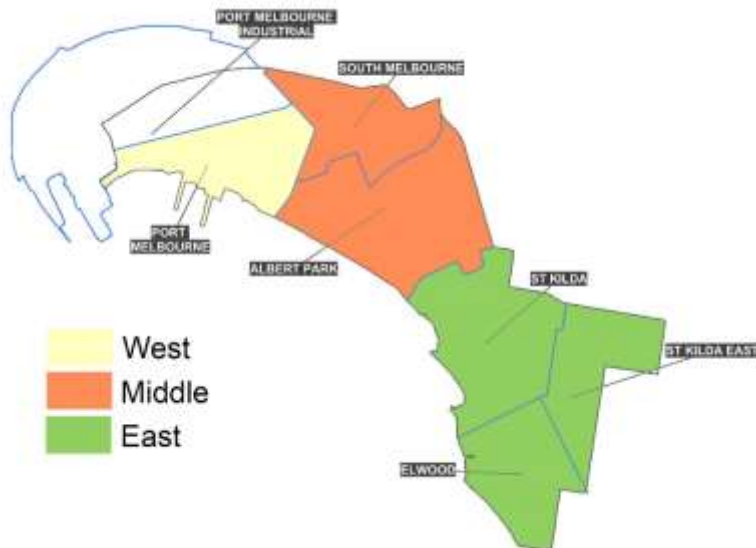 PORT MELBOURNE
INDUSTRIAL
SOUTH MELBOURNE
PORT
MELBOURNE
ALBERT PARK
ST KILDA
ST KILDA EAST
ELWOOD
West
Middle
East